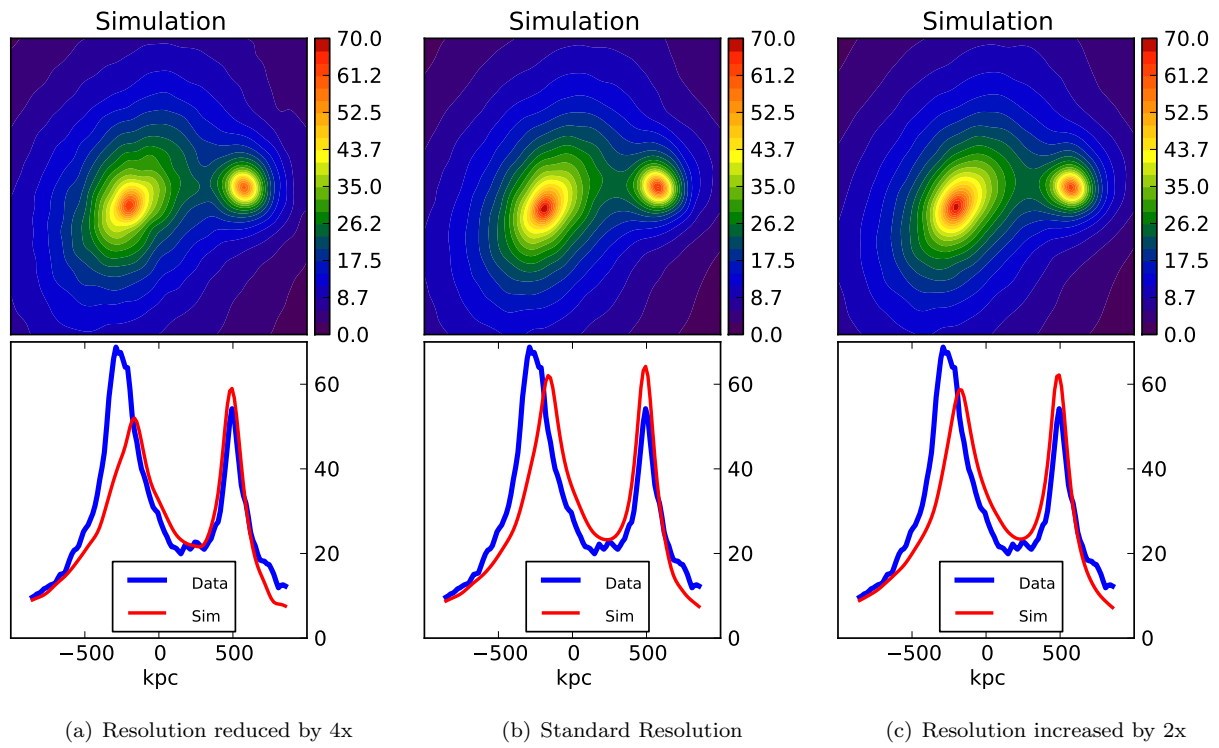 Simulation
70.0
61.2
52.5
43.7
35.0
26.2
17.5
8.7
0.0
60
40
20
0
Data
Sim
−500 0 500
kpc
(a) Resolution reduced by 4x
Simulation
70.0
61.2
52.5
43.7
35.0
26.2
17.5
8.7
0.0
60
40
20
0
Data
Sim
−500 0 500
kpc
(b) Standard Resolution
Simulation
70.0
61.2
52.5
43.7
35.0
26.2
17.5
8.7
0.0
60
40
20
0
Data
Sim
−500 0 500
kpc
(c) Resolution increased by 2x